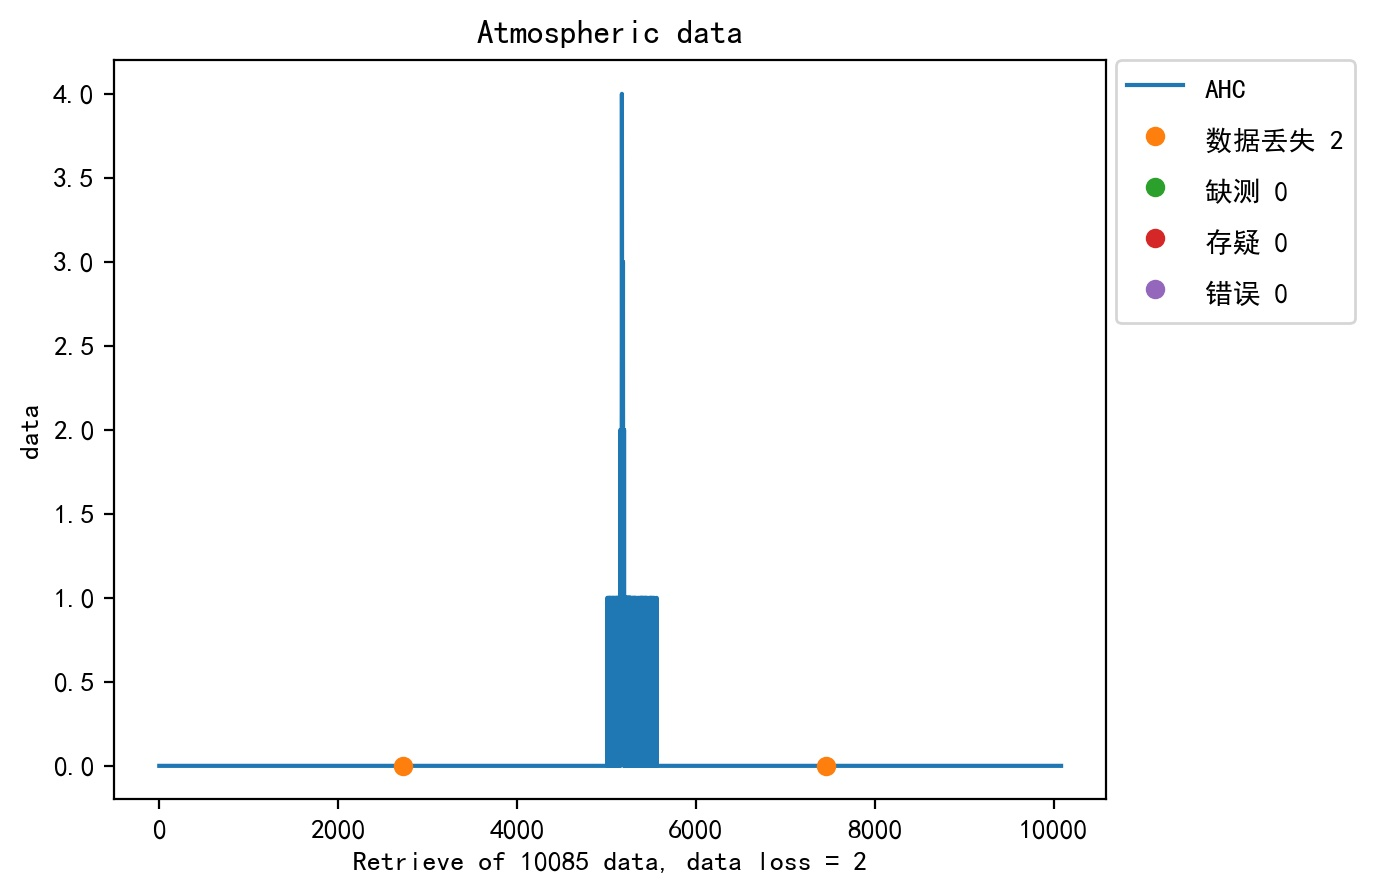 Atmospheric data
4.0
3.5
3.0
2.5
2.0
1.5
1.0
0.5
0.0
data
0 2000 4000 6000 8000 10000
Retrieve of 10085 data, data loss = 2
AHC
数据丢失 2
缺测 0
存疑 0
错误 0